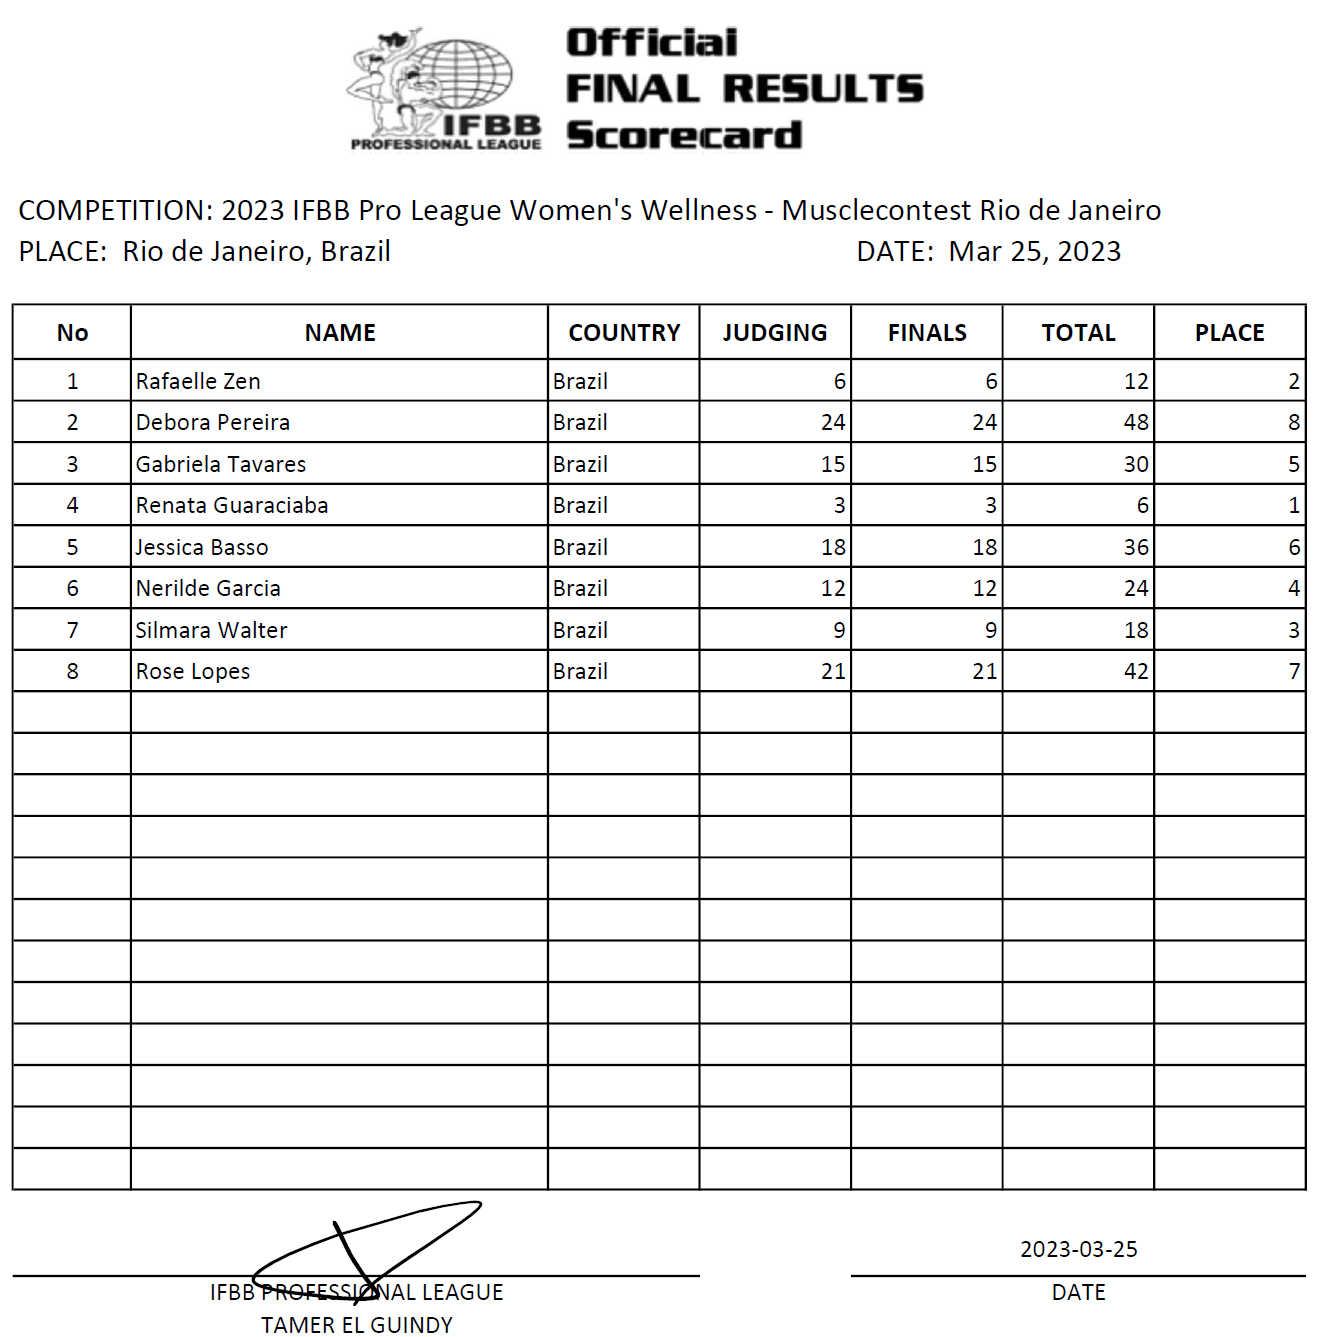 Official
FINAL RESULTS
Scorecard
IFBB
PROFESSIONAL LEAGUE
COMPETITION: 2023 IFBB Pro League Women's Wellness - Musclecontest Rio de Janeiro
PLACE: Rio de Janeiro, Brazil DATE: Mar 25, 2023
No NAME COUNTRY JUDGING FINALS TOTAL PLACE
1 Rafaelle Zen Brazil 6 6 12 2
2 Debora Pereira Brazil 24 24 48 8
3 Gabriela Tavares Brazil 15 15 30 5
4 Renata Guaraciaba Brazil 3 3 6 1
5 Jessica Basso Brazil 18 18 36 6
6 Nerilde Garcia Brazil 12 12 24 4
7 Silmara Walter Brazil 9 9 18 3
8 Rose Lopes Brazil 21 21 42 7
2023-03-25
IFBB PROFESSIONAL LEAGUE DATE
TAMER EL GUINDY